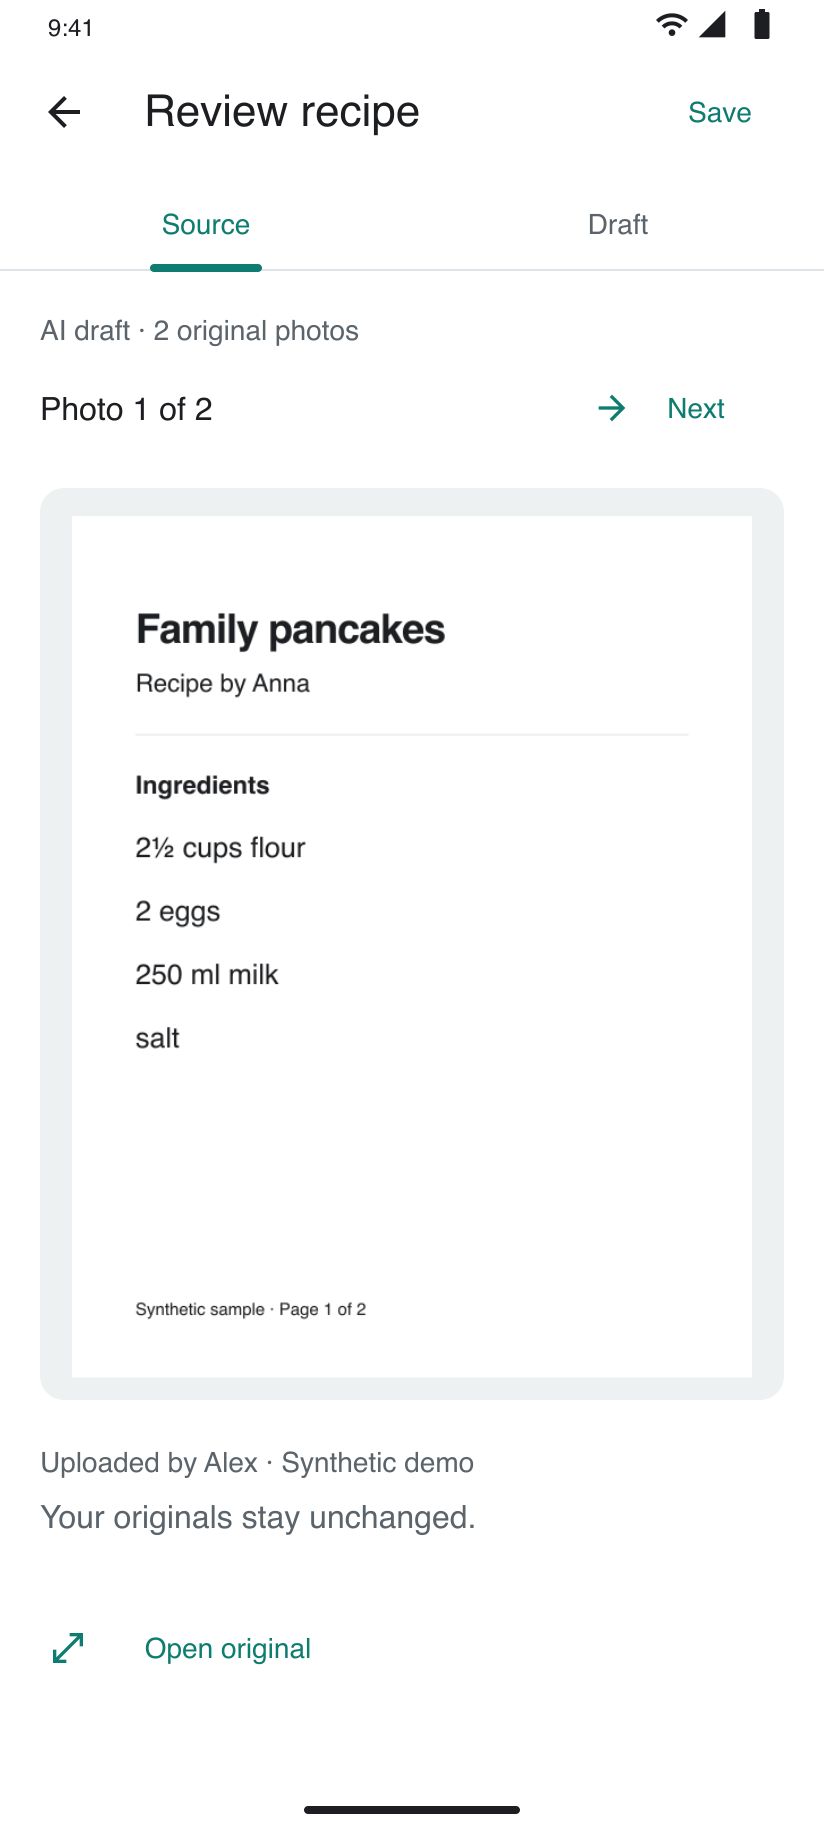 9:41
Review recipe
Save
Source
Draft
AI draft · 2 original photos
Photo 1 of 2
Next
Family pancakes
Recipe by Anna
Ingredients
2½ cups flour
2 eggs
250 ml milk
salt
Synthetic sample · Page 1 of 2
Uploaded by Alex · Synthetic demo
Your originals stay unchanged.
Open original